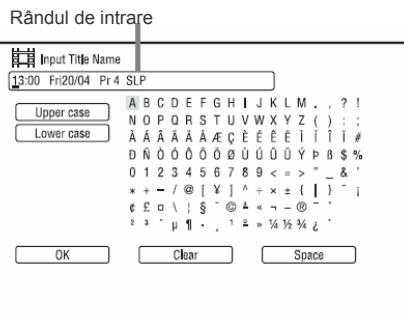 Rândul de intrare
Input Title Name
13:00 Fri20/04 Pr 4 SLP
Upper case
Lower case
A B C D E F G H I J K L M . , ? !
N O P Q R S T U V W X Y Z ( ) : ;
À Á Â Ã Ä Å Æ Ç È É Ê Ë Ì Í Î Ï #
Ð Ñ Ò Ó Ô Õ Ö Ø Ù Ú Û Ü Ý Þ ß $ %
0 1 2 3 4 5 6 7 8 9 < = > " _ & '
* + – / @ [ ¥ ] ^ ÷ × ± { | } ~ ¡
¢ £ ¤ \ ¦ § ¨ © ª « ¬ – ® ¯ ˚
² ³ ´ µ ¶ · ¸ ¹ º » ¼ ½ ¾ ¿ `
OK
Clear
Space